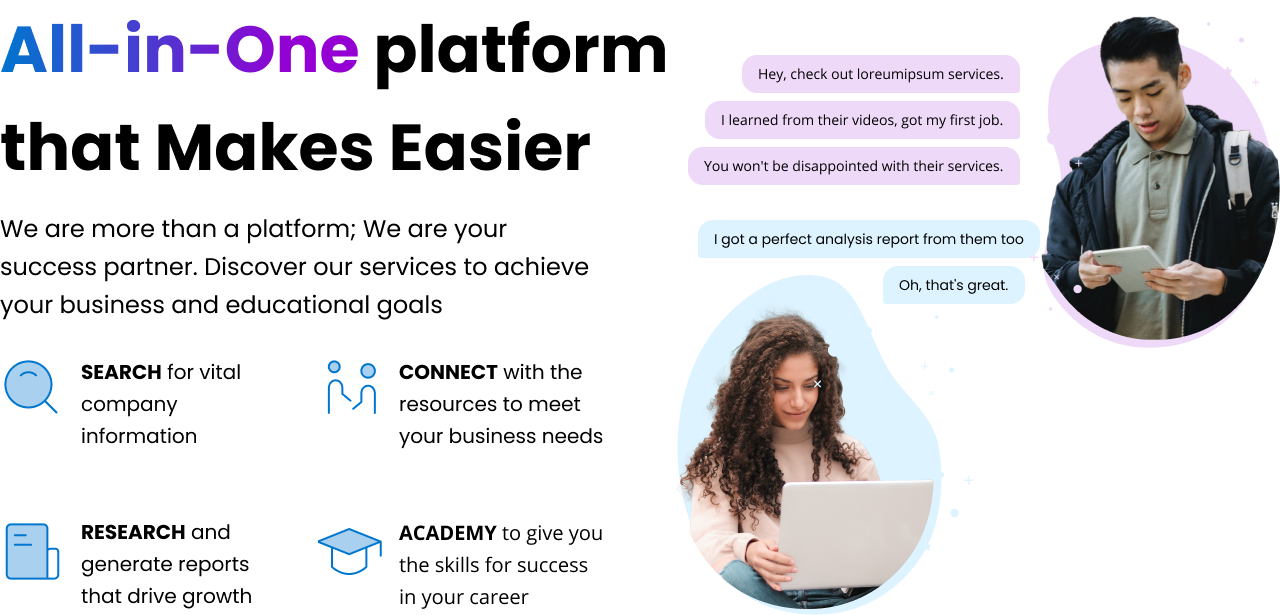 All-in-One platform
that Makes Easier
We are more than a platform; We are your
success partner. Discover our services to achieve
your business and educational goals
SEARCH for vital
company
information
CONNECT with the
resources to meet
your business needs
RESEARCH and
generate reports
that drive growth
ACADEMY to give you
the skills for success
in your career
Hey, check out loreumipsum services.
I learned from their videos, got my first job.
You won't be disappointed with their services.
I got a perfect analysis report from them too
Oh, that's great.